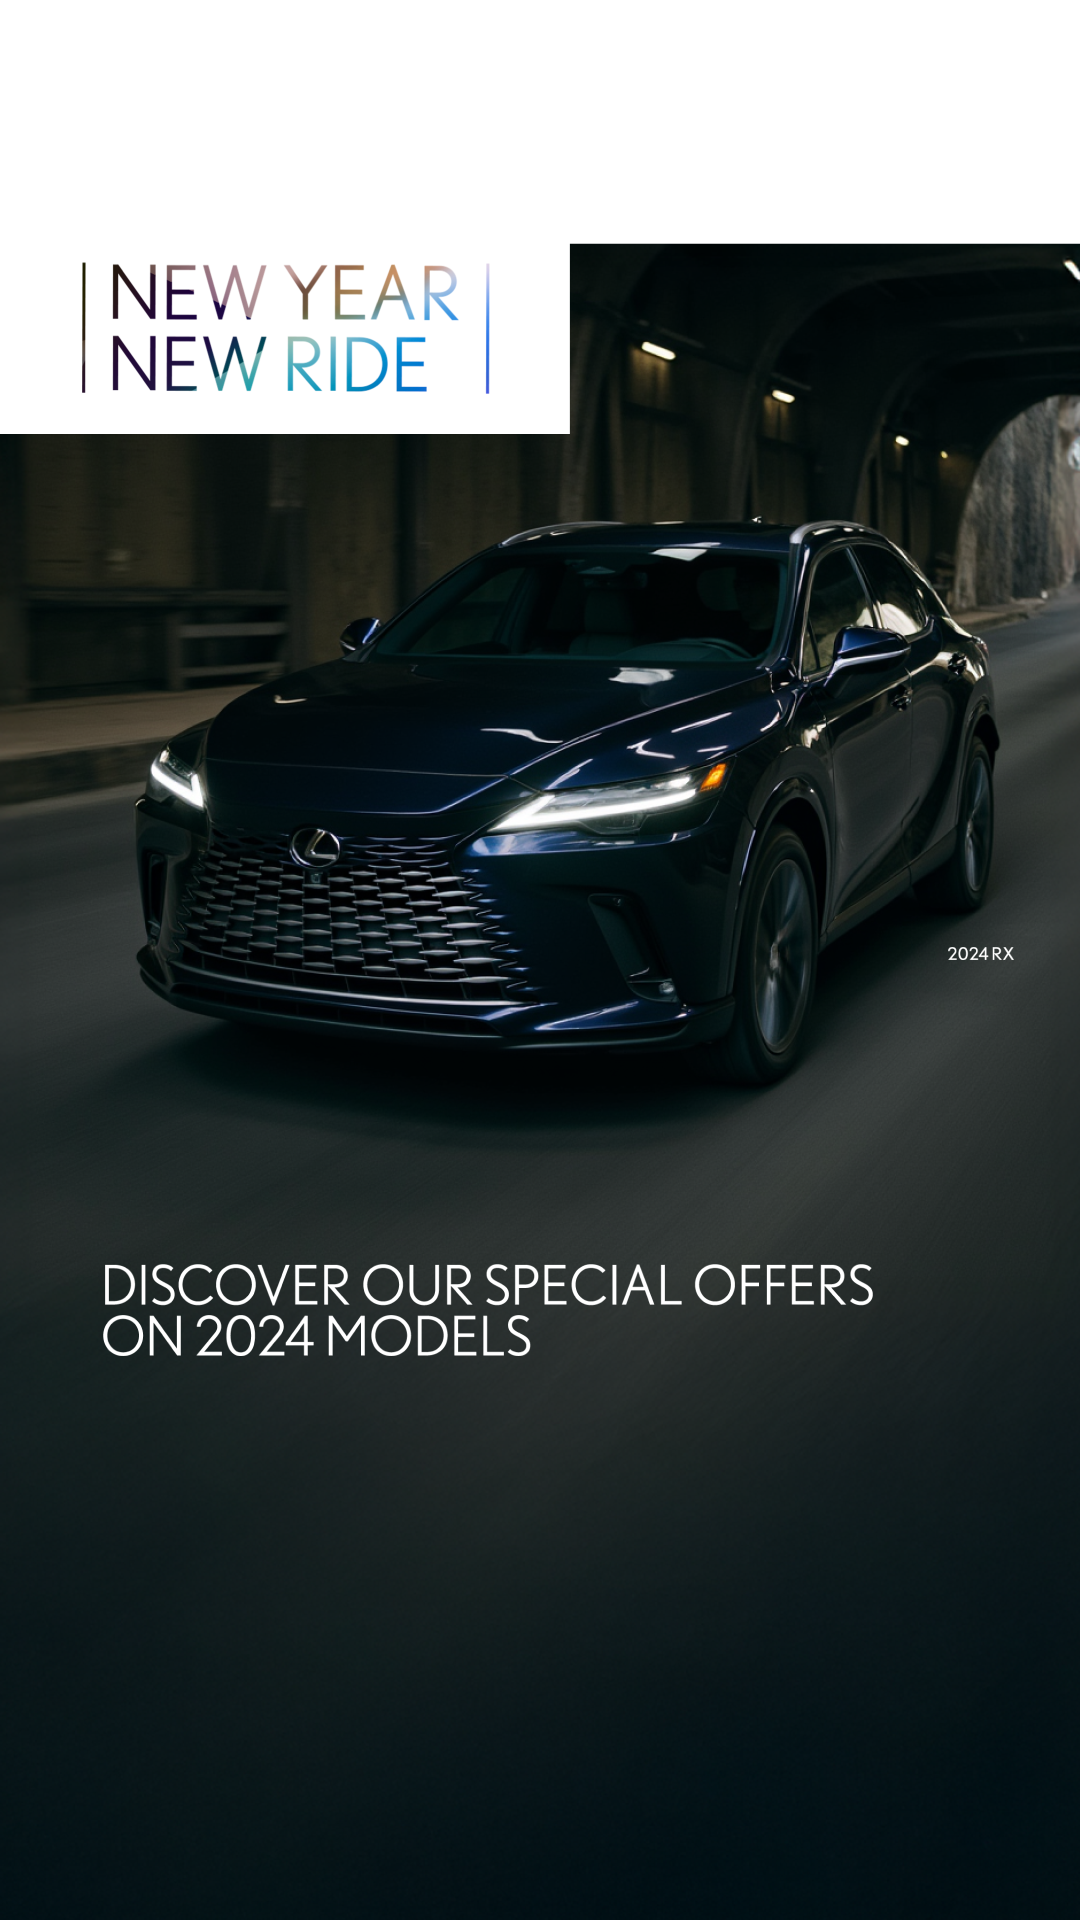 NEW YEAR
NEW RIDE
2024 RX
DISCOVER OUR SPECIAL OFFERS
ON 2024 MODELS